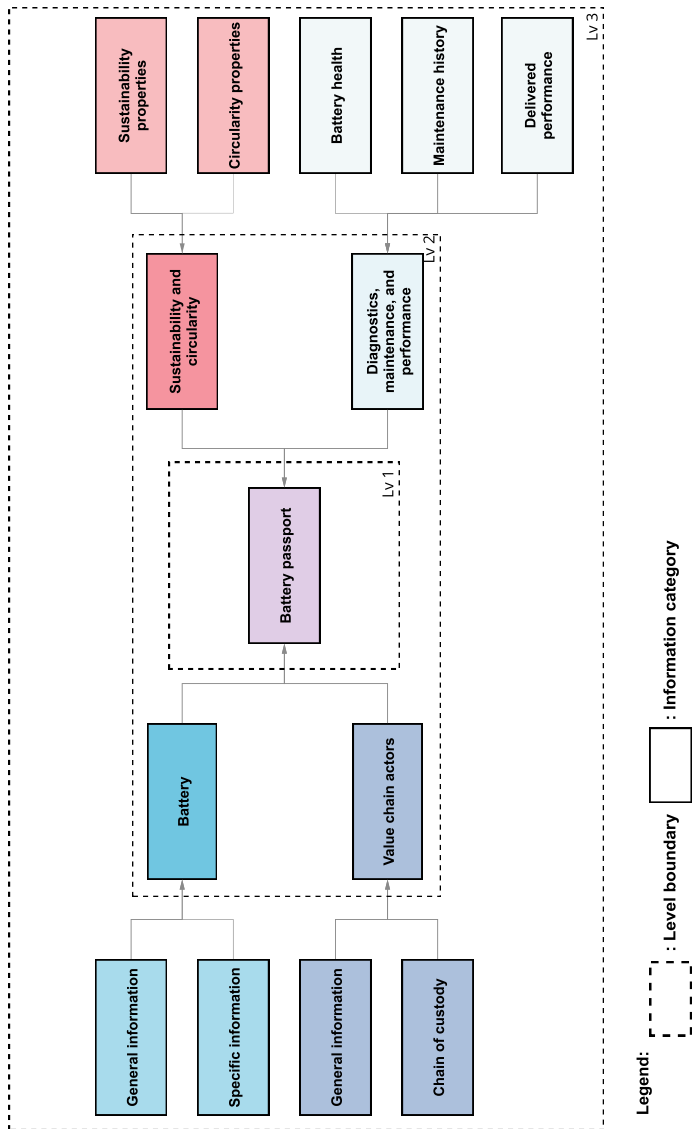 General information
Sustainability
properties
Battery
Sustainability and
circularity
Specific information
Circularity properties
Battery passport
General information
Battery health
Value chain actors
Lv 1
Diagnostics,
maintenance, and
performance
Lv 2
Chain of custody
Maintenance history
Delivered
performance
Lv 3
Legend:
: Level boundary
: Information category